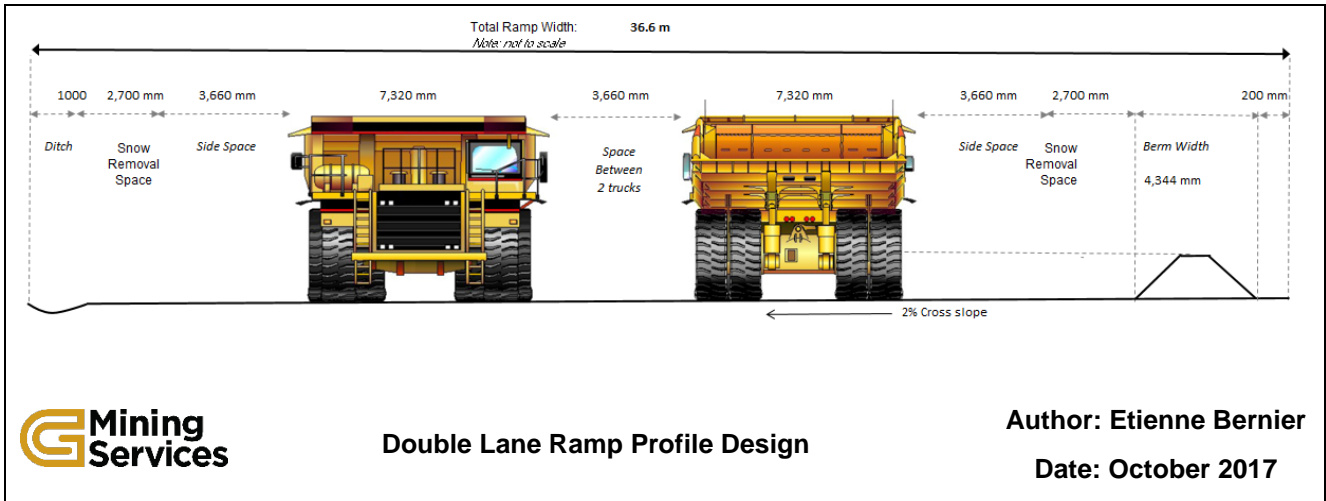 Total Ramp Width: 36.6 m
Note: not to scale
1000 2,700 mm 3,660 mm 7,320 mm 3,660 mm 7,320 mm 3,660 mm 2,700 mm 200 mm
Ditch
Snow
Removal
Space
Side Space
Space
Between
2 trucks
Side Space
Snow
Removal
Space
Berm Width
4,344 mm
2% Cross slope
G Mining
Services
Double Lane Ramp Profile Design
Author: Etienne Bernier
Date: October 2017